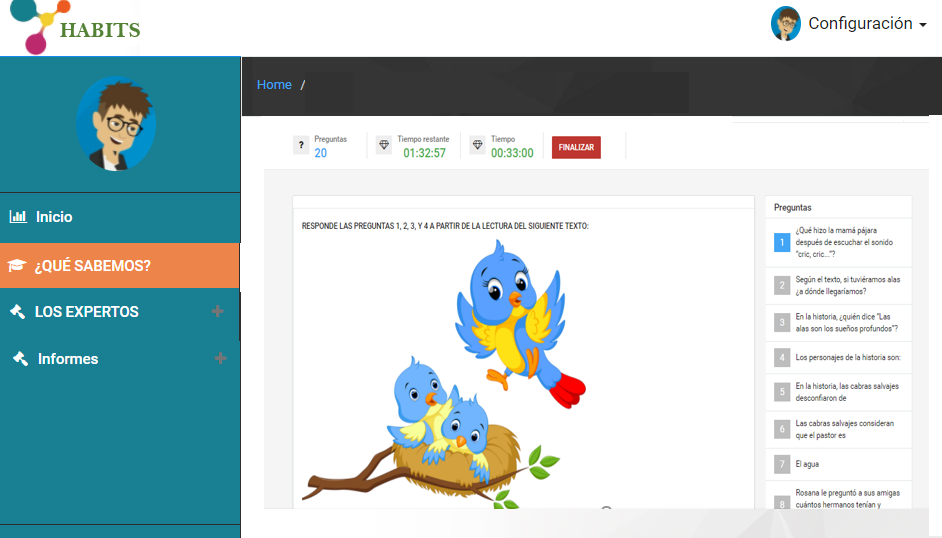 HABITS
Configuración
Home /
Preguntas
20
Tiempo restante
01:32:57
Tiempo
00:33:00
FINALIZAR
Inicio
¿QUÉ SABEMOS?
LOS EXPERTOS
Informes
RESPONDE LAS PREGUNTAS 1, 2, 3, Y 4 A PARTIR DE LA LECTURA DEL SIGUIENTE TEXTO:
Preguntas
1
¿Qué hizo la mamá pájara
después de escuchar el sonido
"cric, cric..."?
2
Según el texto, si tuviéramos alas
¿a dónde llegaríamos?
3
En la historia, ¿quién dice "Las
alas son los sueños profundos"?
4
Los personajes de la historia son:
5
En la historia, las cabras salvajes
desconfiaron de
6
Las cabras salvajes consideran
que el pastor es
7
El agua
8
Rosana le preguntó a sus amigas
cuántos hermanos tenían y